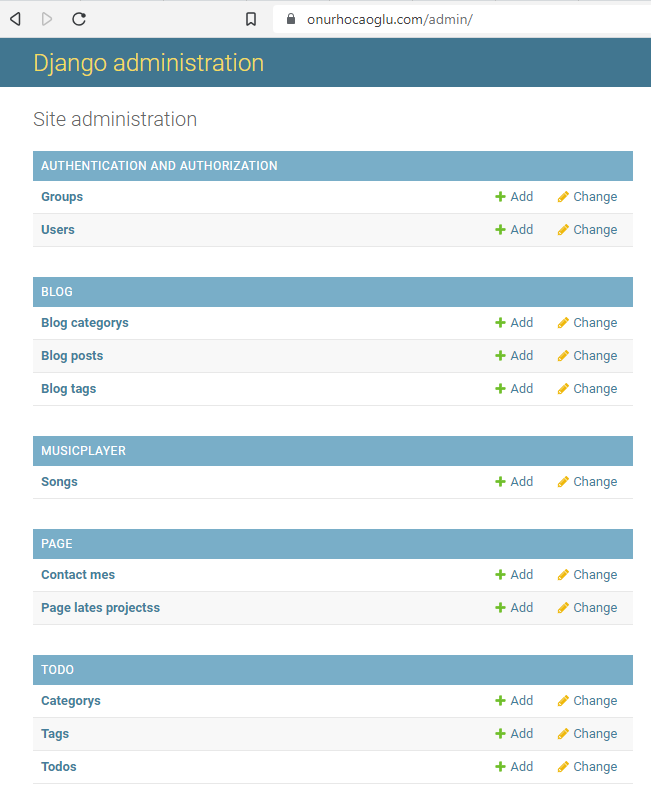 onurhocaoglu.com/admin/
Django administration
Site administration
AUTHENTICATION AND AUTHORIZATION
Groups Add Change
Users Add Change
BLOG
Blog categorys Add Change
Blog posts Add Change
Blog tags Add Change
MUSICPLAYER
Songs Add Change
PAGE
Contact mes Add Change
Page lates projectss Add Change
TODO
Categorys Add Change
Tags Add Change
Todos Add Change